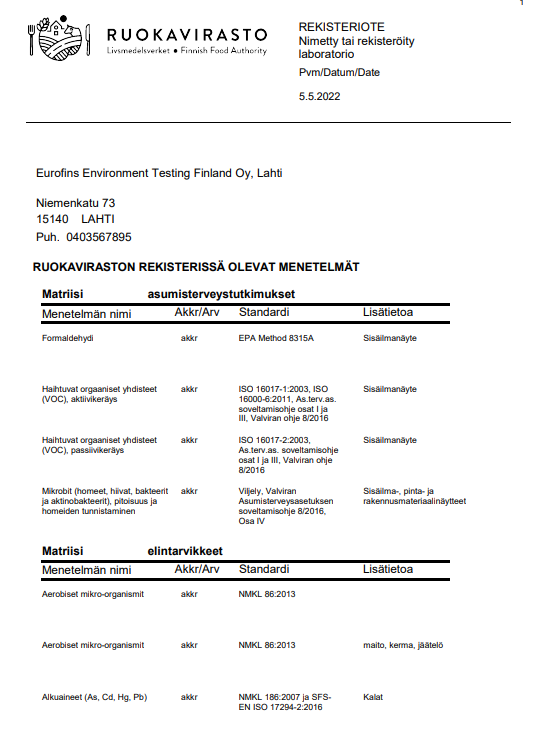 1
RUOKAVIRASTO
Livsmedelsverket • Finnish Food Authority
REKISTERIOTE
Nimetty tai rekisteröity
laboratorio
Pvm/Datum/Date
5.5.2022
Eurofins Environment Testing Finland Oy, Lahti
Niemenkatu 73
15140 LAHTI
Puh. 0403567895
RUOKAVIRASTON REKISTERISSÄ OLEVAT MENETELMÄT
Matriisi asumisterveystutkimukset
Menetelmän nimi Akkr/Arv Standardi Lisätietoa
Formaldehydi akkr EPA Method 8315A Sisäilmanäyte
Haihtuvat orgaaniset yhdisteet akkr ISO 16017-1:2003, ISO Sisäilmanäyte
(VOC), aktiivikeräys 16000-6:2011, As.terv.as.
soveltamisohje osat I ja
III, Valviran ohje 8/2016
Haihtuvat orgaaniset yhdisteet akkr ISO 16017-2:2003, Sisäilmanäyte
(VOC), passiivikeräys As.terv.as. soveltamisohje
osat I ja III, Valviran ohje
8/2016
Mikrobit (homeet, hiivat, bakteerit akkr Viljely, Valviran Sisäilma-, pinta- ja
ja aktinobakteerit), pitoisuus ja Asumisterveysasetuksen rakennusmateriaalinäytteet
homeiden tunnistaminen soveltamisohje 8/2016,
Osa IV
Matriisi elintarvikkeet
Menetelmän nimi Akkr/Arv Standardi Lisätietoa
Aerobiset mikro-organismit akkr NMKL 86:2013
Aerobiset mikro-organismit akkr NMKL 86:2013 maito, kerma, jäätelö
Alkuaineet (As, Cd, Hg, Pb) akkr NMKL 186:2007 ja SFS- Kalat
EN ISO 17294-2:2016